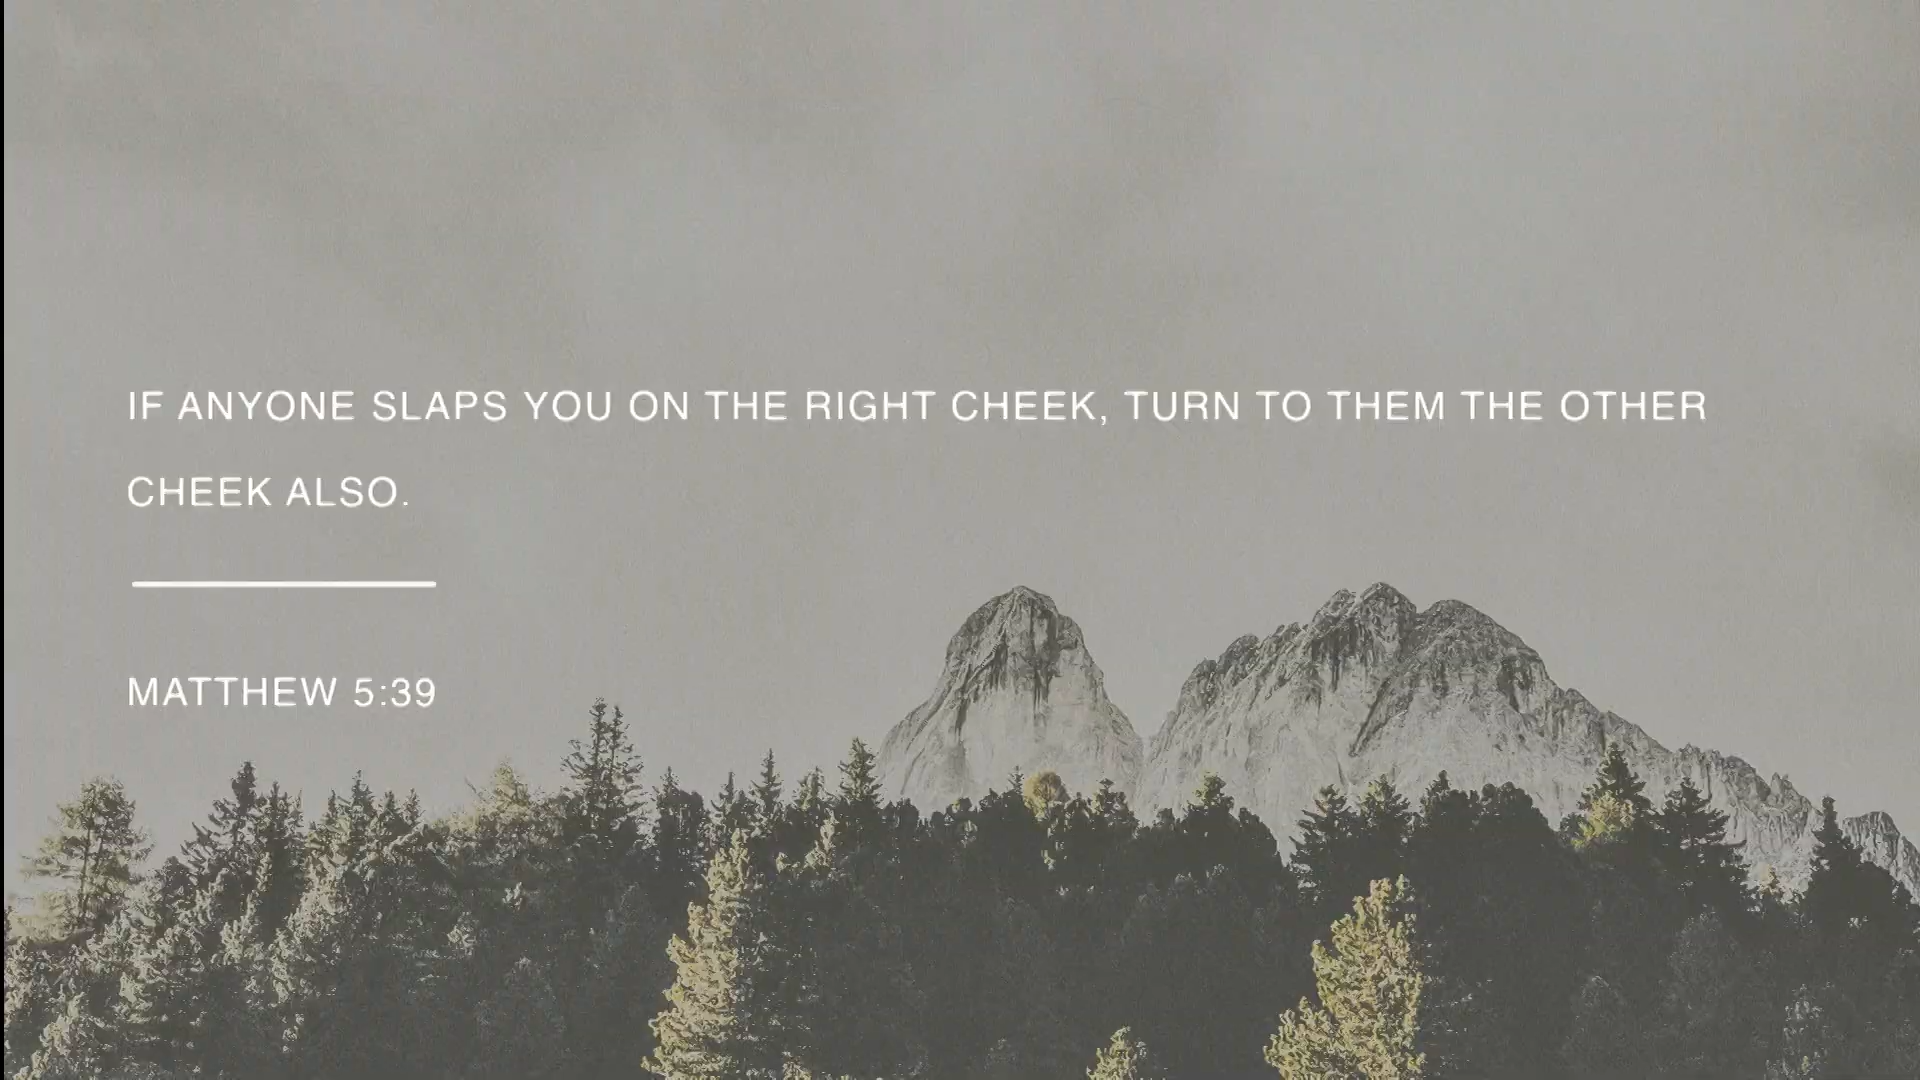 IF ANYONE SLAPS YOU ON THE RIGHT CHEEK, TURN TO THEM THE OTHER
CHEEK ALSO.
MATTHEW 5:39